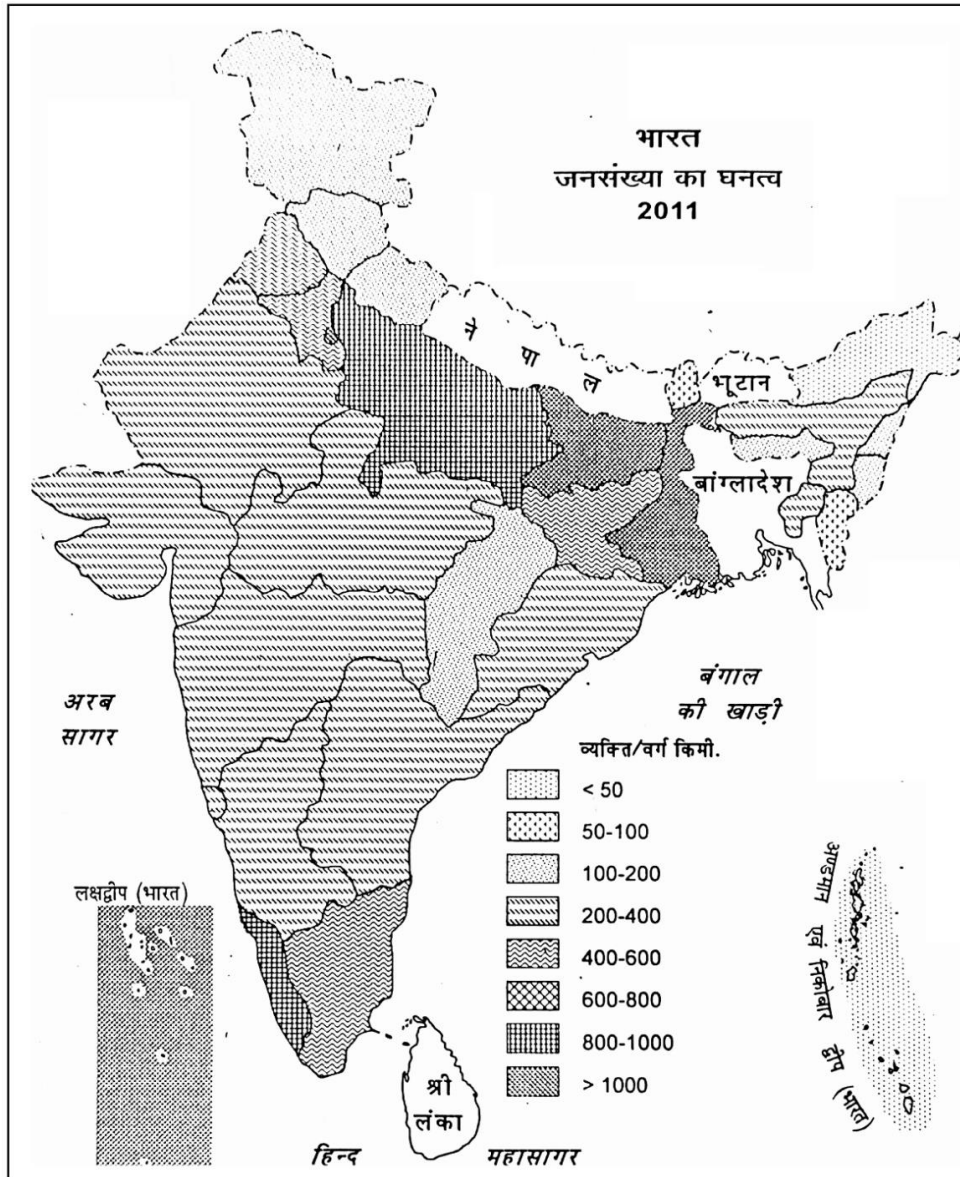 भारत
जनसंख्या का घनत्व
2011
नेपाल
भूटान
बांग्लादेश
अरब
सागर
बंगाल
की खाड़ी
व्यक्ति/वर्ग किमी.
< 50
50-100
100-200
200-400
400-600
600-800
800-1000
> 1000
लक्षद्वीप (भारत)
अण्डमान एवं निकोबार द्वीप (भारत)
श्री
लंका
हिन्द महासागर